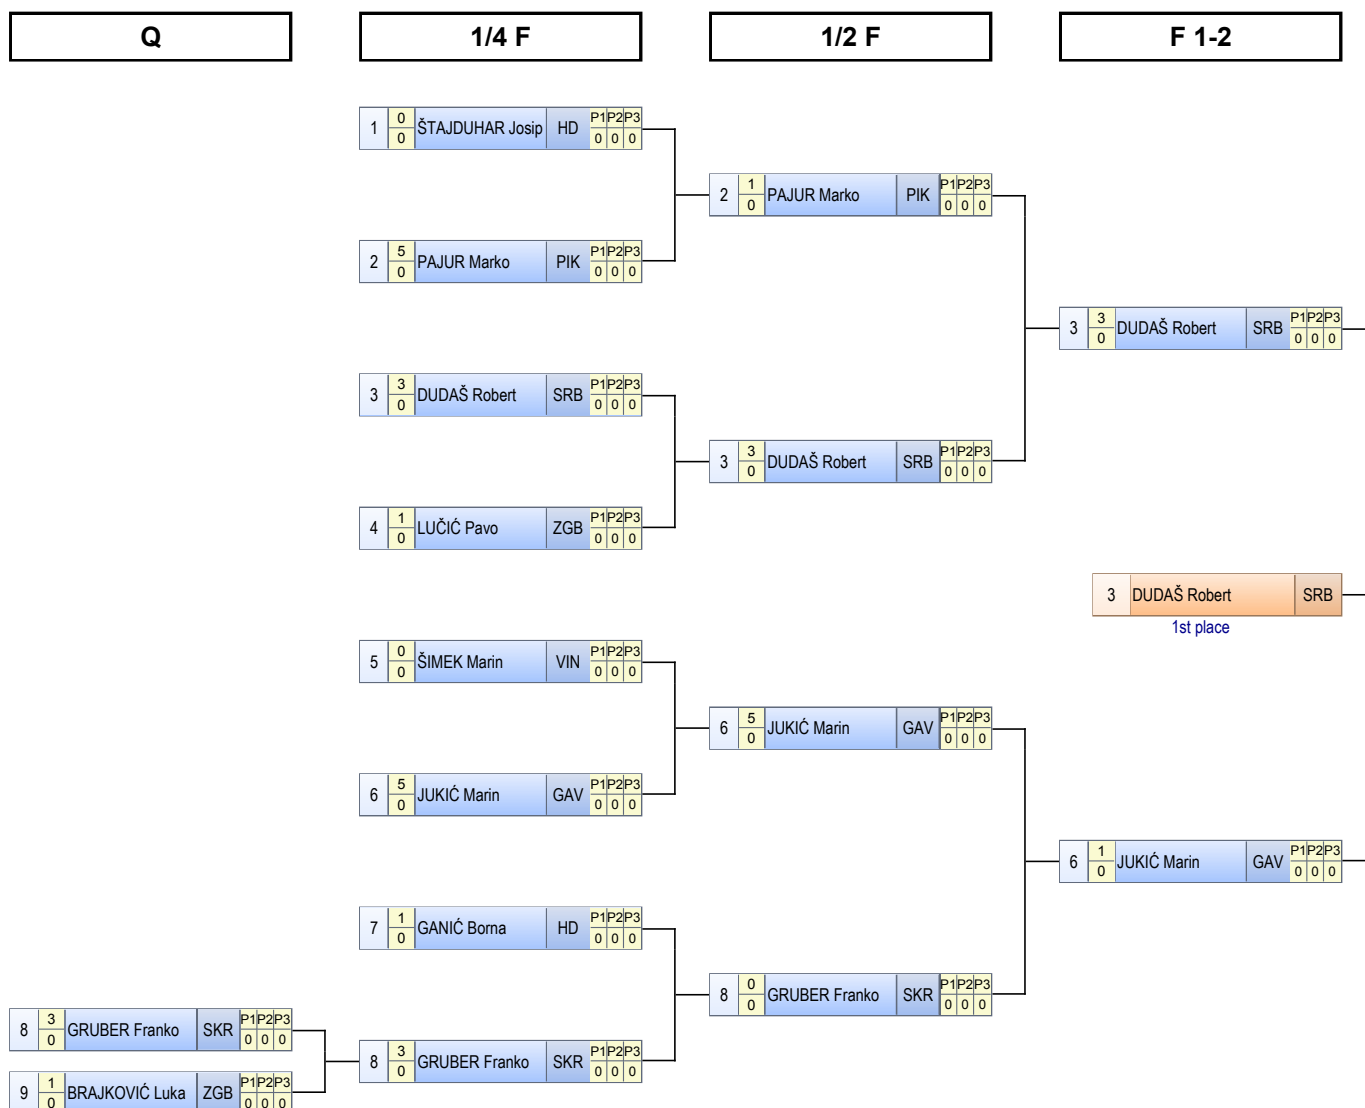 Q 1/4 F 1/2 F F 1-2
1 0 0 ŠTAJDUHAR Josip HD P1 P2 P3 0 0 0
2 1 0 PAJUR Marko PIK P1 P2 P3 0 0 0
2 5 0 PAJUR Marko PIK P1 P2 P3 0 0 0
3 3 0 DUDAŠ Robert SRB P1 P2 P3 0 0 0
3 3 0 DUDAŠ Robert SRB P1 P2 P3 0 0 0
3 3 0 DUDAŠ Robert SRB P1 P2 P3 0 0 0
4 1 0 LUČIĆ Pavo ZGB P1 P2 P3 0 0 0
3 DUDAŠ Robert SRB
1st place
5 0 0 ŠIMEK Marin VIN P1 P2 P3 0 0 0
6 5 0 JUKIĆ Marin GAV P1 P2 P3 0 0 0
6 5 0 JUKIĆ Marin GAV P1 P2 P3 0 0 0
6 1 0 JUKIĆ Marin GAV P1 P2 P3 0 0 0
7 1 0 GANIĆ Borna HD P1 P2 P3 0 0 0
8 0 0 GRUBER Franko SKR P1 P2 P3 0 0 0
8 3 0 GRUBER Franko SKR P1 P2 P3 0 0 0
8 3 0 GRUBER Franko SKR P1 P2 P3 0 0 0
9 1 0 BRAJKOVIĆ Luka ZGB P1 P2 P3 0 0 0